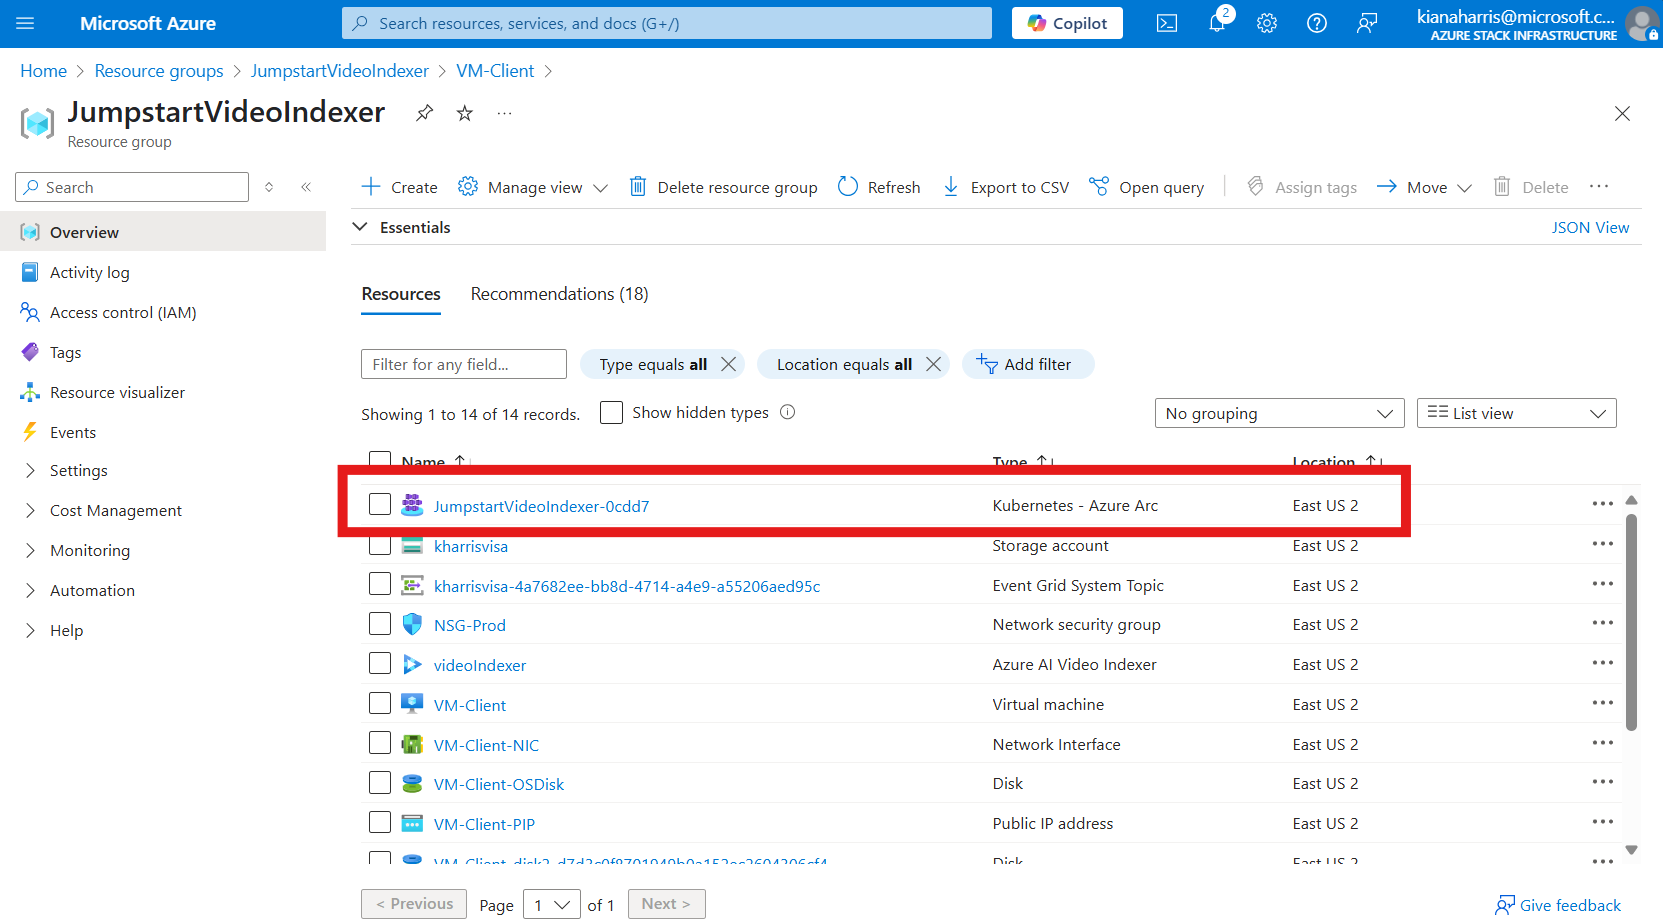 Microsoft Azure
Search resources, services, and docs (G+/)
Copilot
2
kianaharris@microsoft.c...
AZURE STACK INFRASTRUCTURE
Home > Resource groups > JumpstartVideoIndexer > VM-Client >
JumpstartVideoIndexer
Resource group
Search
Create
Manage view
Delete resource group
Refresh
Export to CSV
Open query
Assign tags
Move
Delete
Overview
Activity log
Access control (IAM)
Tags
Resource visualizer
Events
Settings
Cost Management
Monitoring
Automation
Help
Essentials
JSON View
Resources
Recommendations (18)
Filter for any field...
Type equals all
Location equals all
Add filter
Showing 1 to 14 of 14 records.
Show hidden types
No grouping
List view
Name Type Location
JumpstartVideoIndexer-0cdd7 Kubernetes - Azure Arc East US 2
kharrisvisa Storage account East US 2
kharrisvisa-4a7682ee-bb8d-4714-a4e9-a55206aed95c Event Grid System Topic East US 2
NSG-Prod Network security group East US 2
videoIndexer Azure AI Video Indexer East US 2
VM-Client Virtual machine East US 2
VM-Client-NIC Network Interface East US 2
VM-Client-OSDisk Disk East US 2
VM-Client-PIP Public IP address East US 2
Disk East US 2
< Previous
Page 1 of 1
Next >
Give feedback